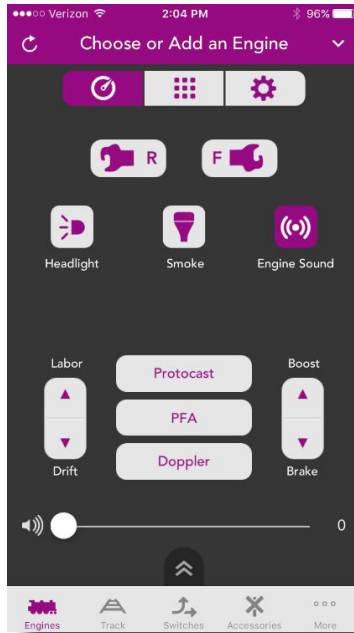 Verizon 2:04 PM 96%
Choose or Add an Engine
R F
Headlight Smoke Engine Sound
Labor Boost
Protocast
PFA
Doppler
Drift Brake
0
Engines Track Switches Accessories More